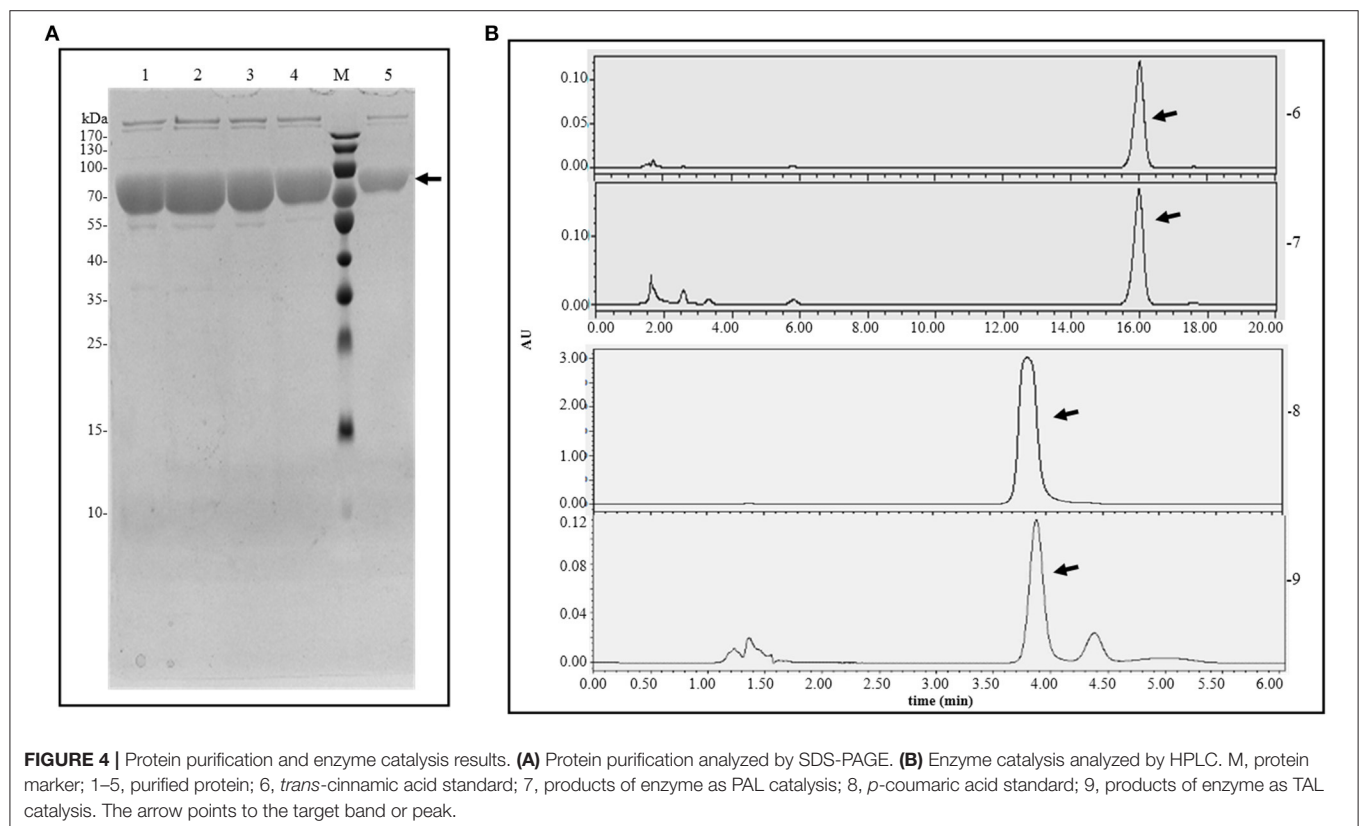 A
1 2 3 4 M 5
kDa
170-
130-
100-
70-
55-
40-
35-
25-
15-
10-
B
0.10
0.05
0.00
-6
0.10
0.00
-7
0.00 2.00 4.00 6.00 8.00 10.00 12.00 14.00 16.00 18.00 20.00
AU
3.00
2.00
1.00
0.00
-8
0.12
0.08
0.04
0.00
-9
0.00 0.50 1.00 1.50 2.00 2.50 3.00 3.50 4.00 4.50 5.00 5.50 6.00
time (min)
FIGURE 4 | Protein purification and enzyme catalysis results. (A) Protein purification analyzed by SDS-PAGE. (B) Enzyme catalysis analyzed by HPLC. M, protein
marker; 1–5, purified protein; 6, trans-cinnamic acid standard; 7, products of enzyme as PAL catalysis; 8, p-coumaric acid standard; 9, products of enzyme as TAL
catalysis. The arrow points to the target band or peak.